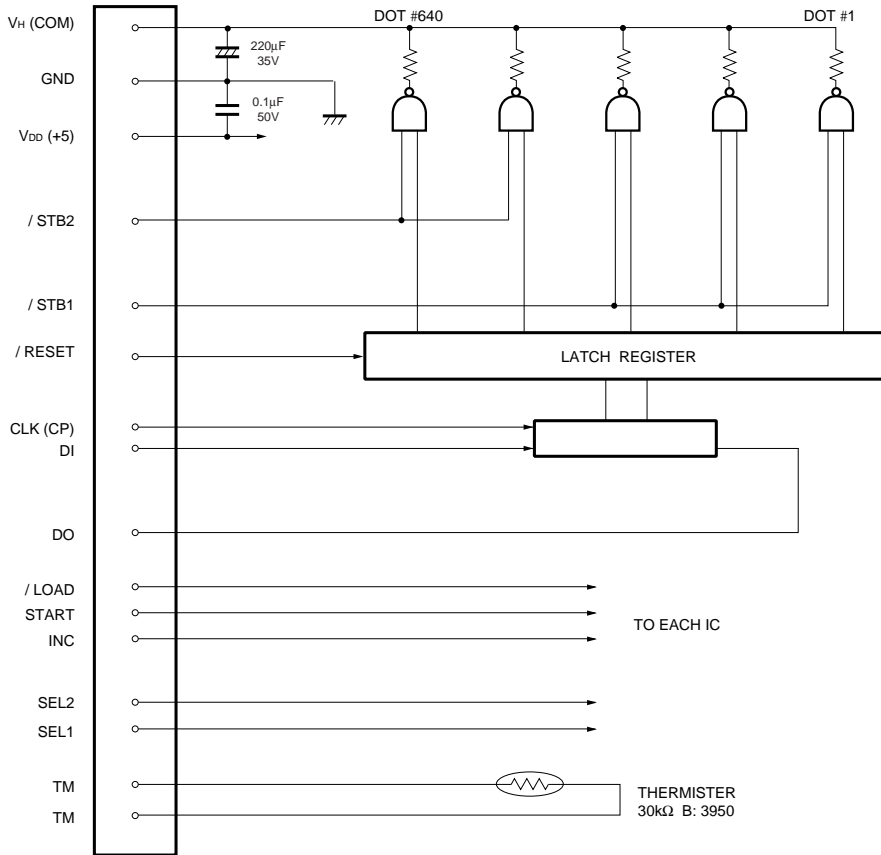 VH (COM)
DOT #640
DOT #1
220μF
35V
GND
0.1μF
50V
VDD (+5)
/ STB2
/ STB1
/ RESET
LATCH REGISTER
CLK (CP)
DI
DO
/ LOAD
START
TO EACH IC
INC
SEL2
SEL1
TM
THERMISTER
30kΩ B: 3950
TM